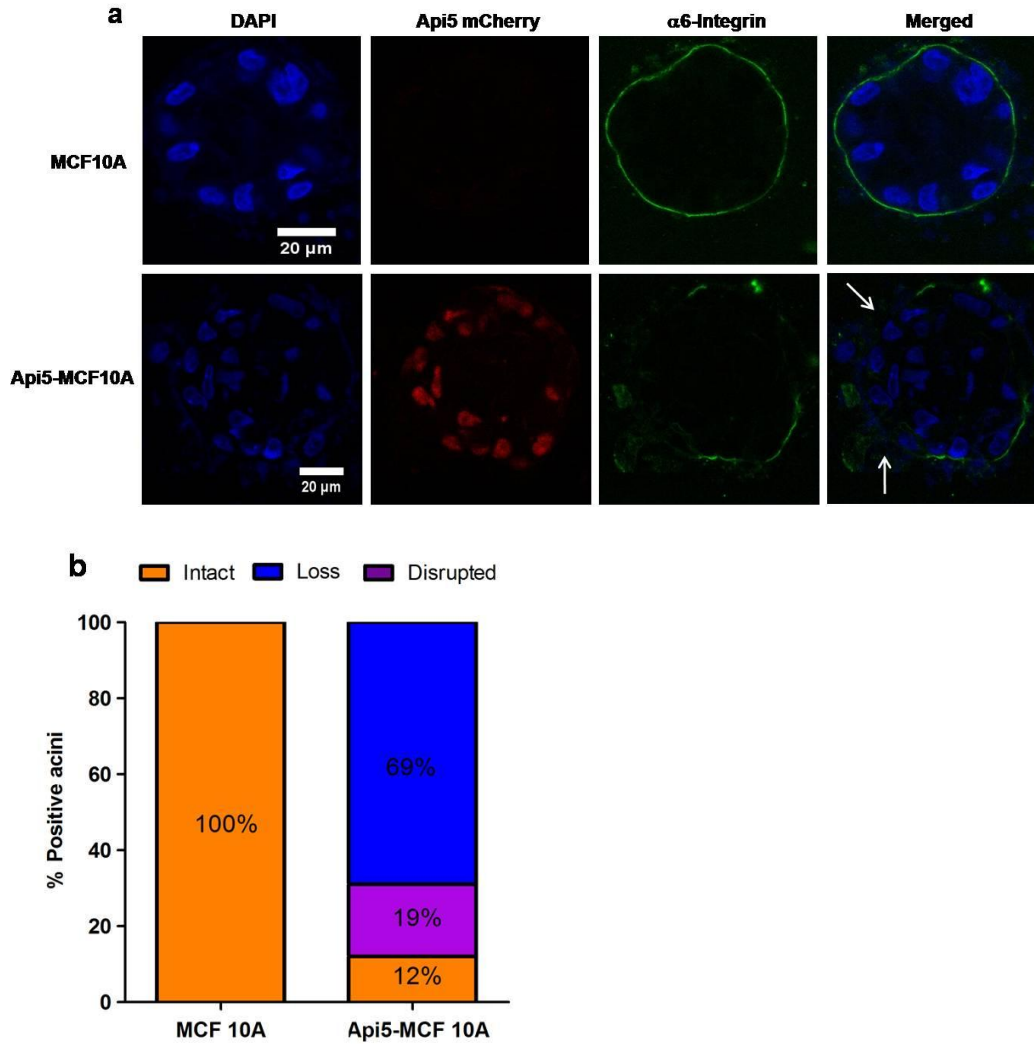 a
DAPI Api5 mCherry α6-Integrin Merged
MCF10A
20 μm
Api5-MCF10A
20 μm
b
Intact Loss Disrupted
% Positive acini
100
80
60
40
20
0
100%
69%
19%
12%
MCF 10A Api5-MCF 10A